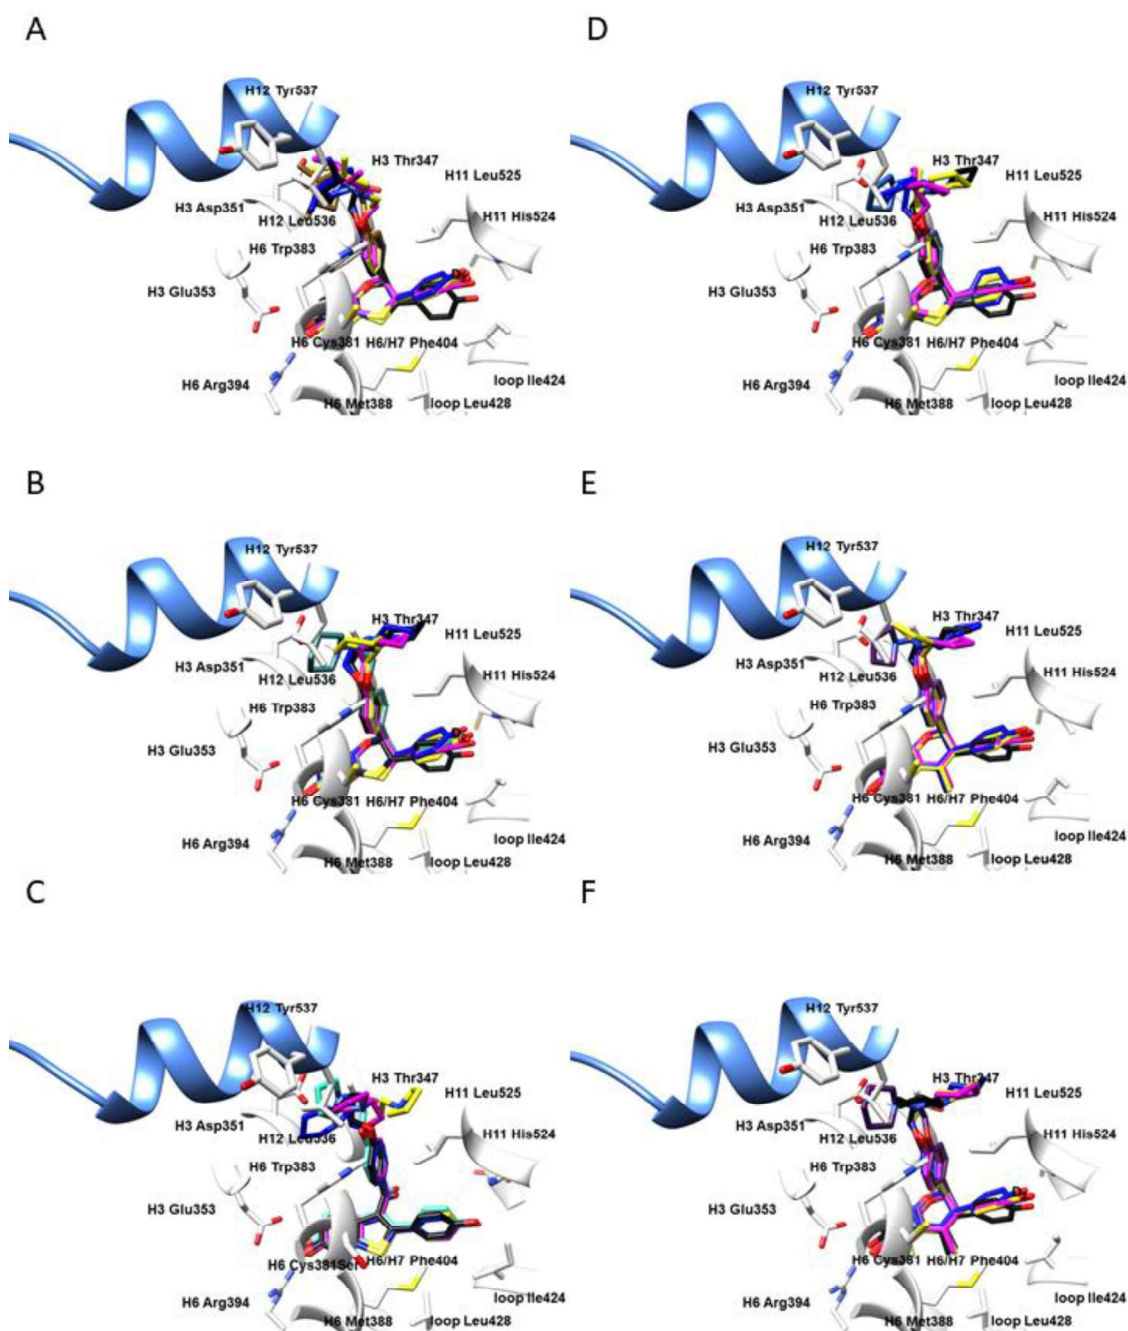 A
H12 Tyr537
H3 Thr347
H11 Leu525
H3 Asp351
H12 Leu536
H11 His524
H6 Trp383
H3 Glu353
H6 Cys381 H6/H7 Phe404
loop Ile424
H6 Arg394
H6 Met388 loop Leu428
D
H12 Tyr537
H3 Thr347
H11 Leu525
H3 Asp351
H12 Leu536
H11 His524
H6 Trp383
H3 Glu353
H6 Cys381 H6/H7 Phe404
loop Ile424
H6 Arg394
H6 Met388 loop Leu428
B
H12 Tyr537
H3 Thr347
H11 Leu525
H3 Asp351
H12 Leu536
H11 His524
H6 Trp383
H3 Glu353
H6 Cys381 H6/H7 Phe404
loop Ile424
H6 Arg394
H6 Met388 loop Leu428
E
H12 Tyr537
H3 Thr347
H11 Leu525
H3 Asp351
H12 Leu536
H11 His524
H6 Trp383
H3 Glu353
H6 Cys381 H6/H7 Phe404
loop Ile424
H6 Arg394
H6 Met388 loop Leu428
C
H12 Tyr537
H3 Thr347
H11 Leu525
H3 Asp351
H12 Leu536
H11 His524
H6 Trp383
H3 Glu353
H6 Cys381Ser H6/H7 Phe404
loop Ile424
H6 Arg394
H6 Met388 loop Leu428
F
H12 Tyr537
H3 Thr347
H11 Leu525
H3 Asp351
H12 Leu536
H11 His524
H6 Trp383
H3 Glu353
H6 Cys381 H6/H7 Phe404
loop Ile424
H6 Arg394
H6 Met388 loop Leu428